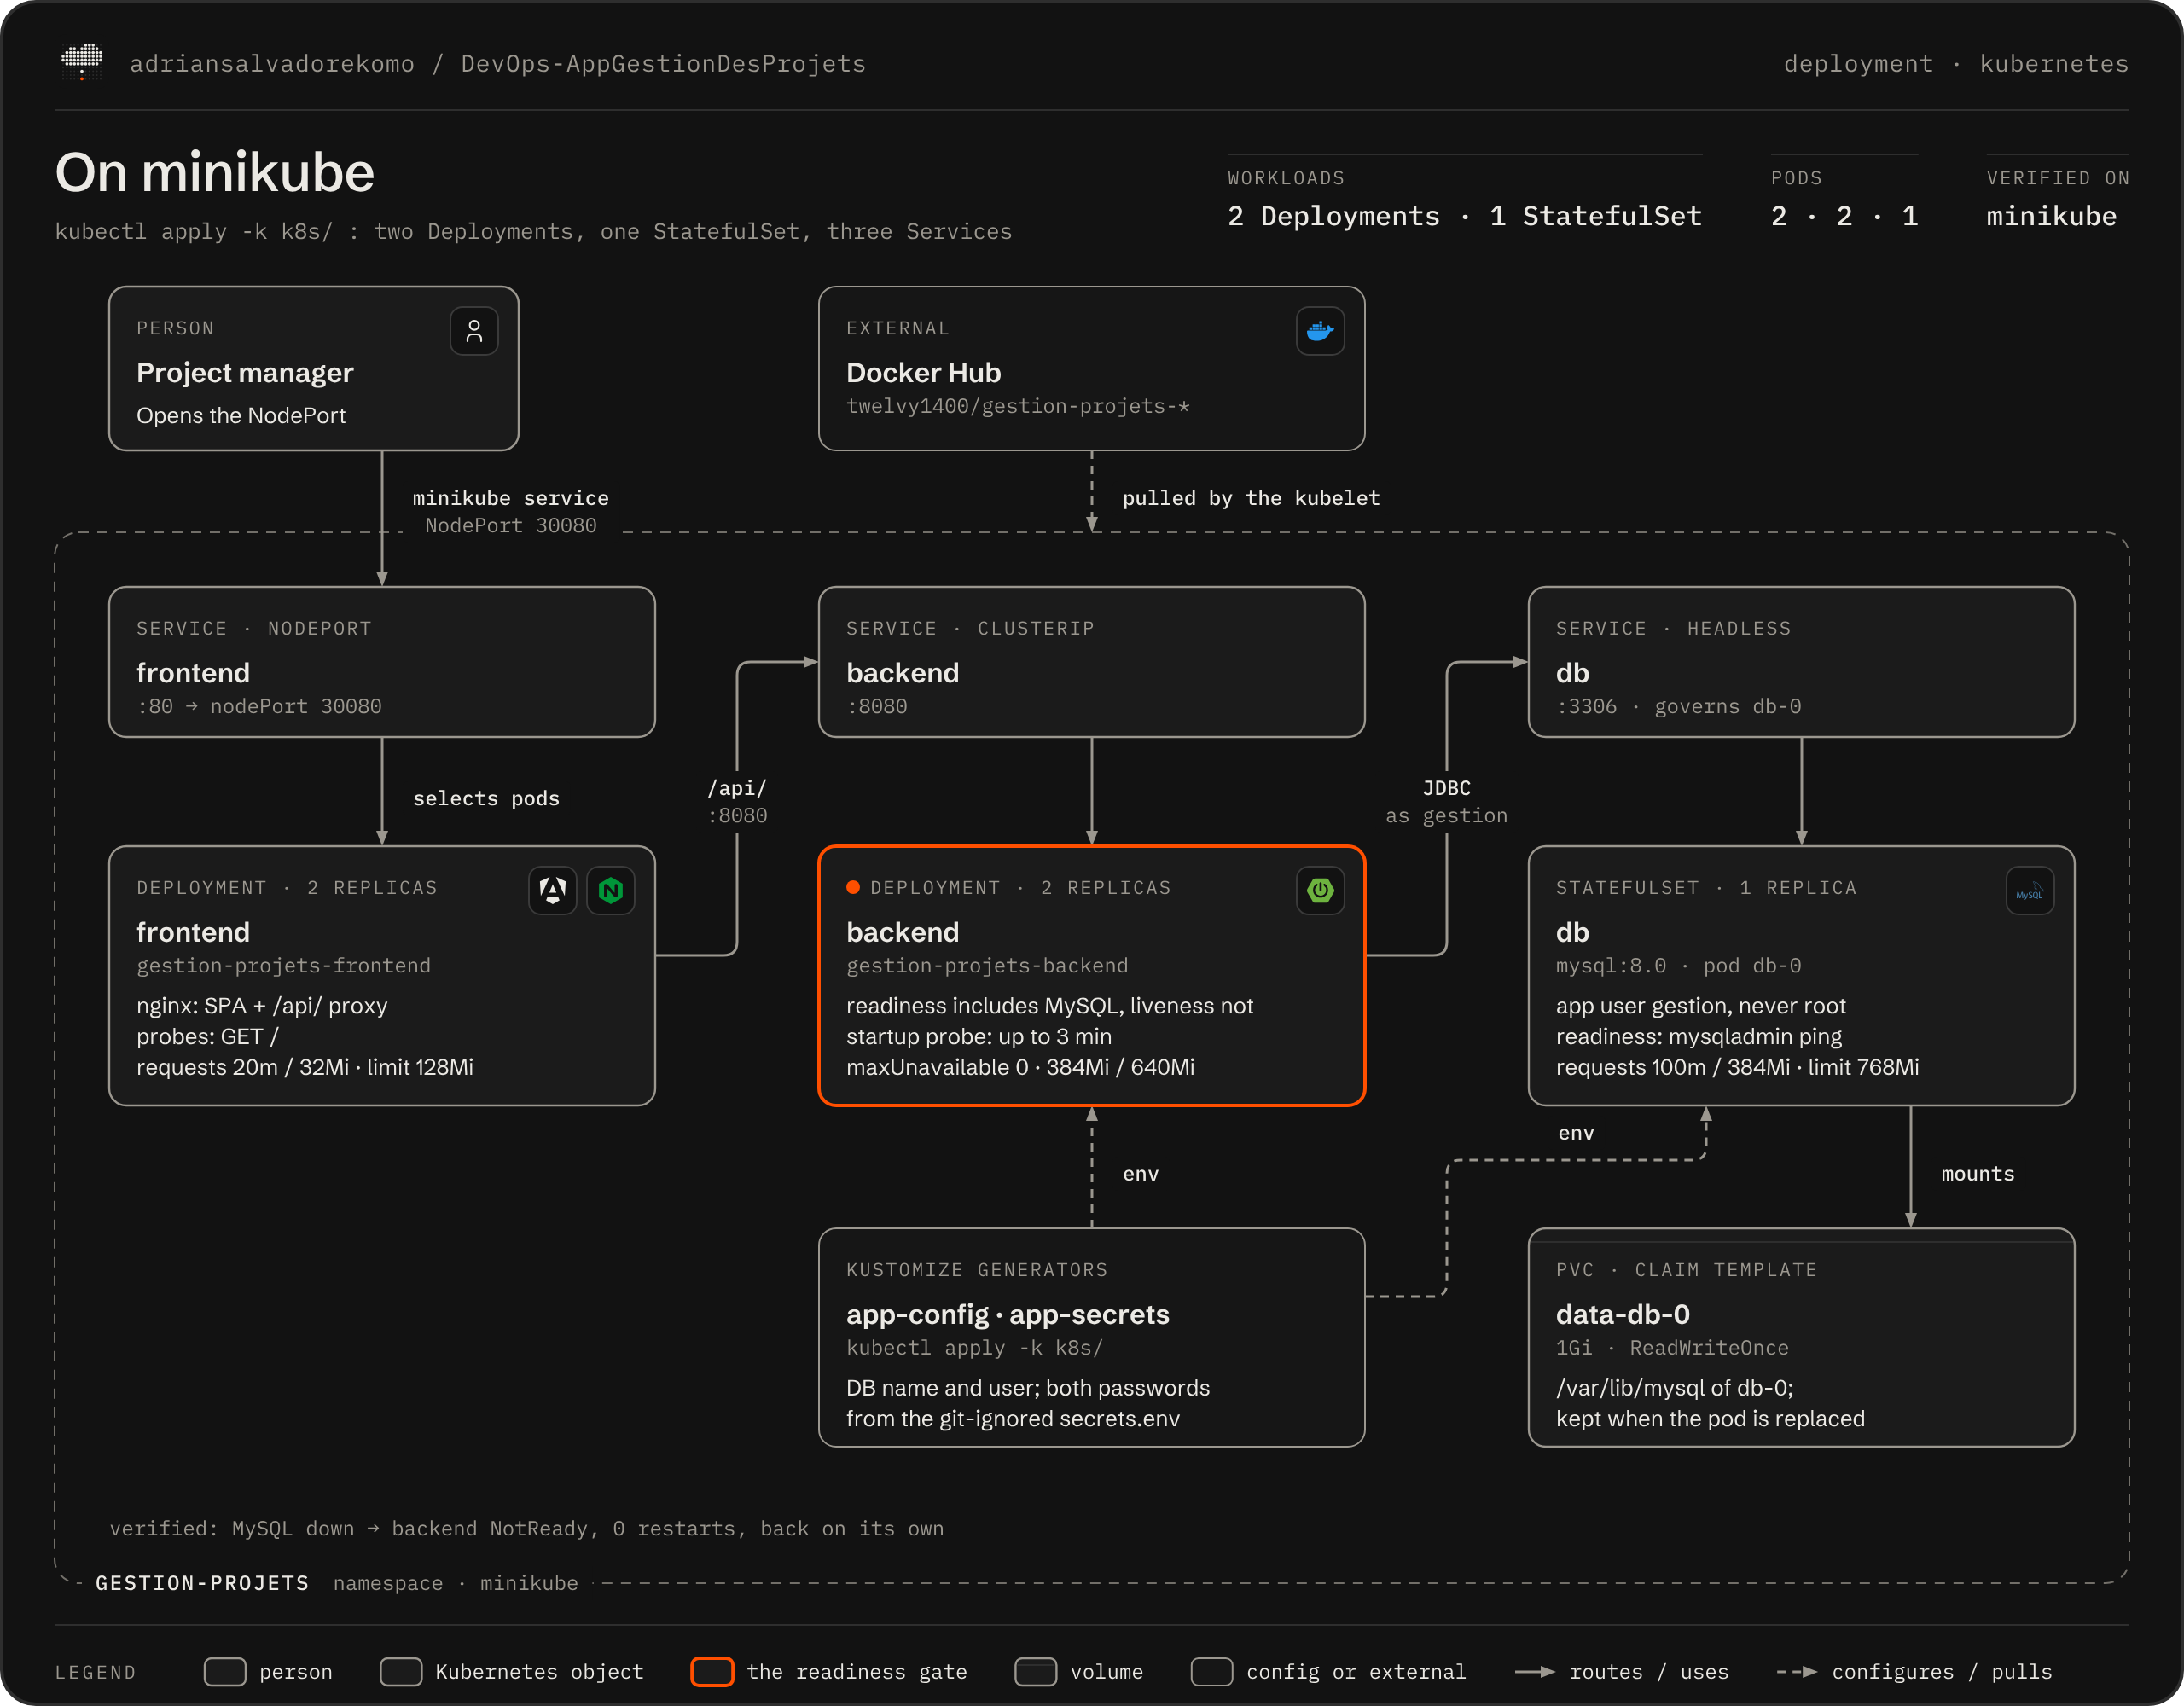 adriansalvadorekomo / DevOps-AppGestionDesProjets
deployment · kubernetes
On minikube
kubectl apply -k k8s/ : two Deployments, one StatefulSet, three Services
WORKLOADS
2 Deployments · 1 StatefulSet
PODS
2 · 2 · 1
VERIFIED ON
minikube
PERSON
Project manager
Opens the NodePort
EXTERNAL
Docker Hub
twelvy1400/gestion-projets-*
minikube service
NodePort 30080
pulled by the kubelet
SERVICE · NODEPORT
frontend
:80 → nodePort 30080
SERVICE · CLUSTERIP
backend
:8080
SERVICE · HEADLESS
db
:3306 · governs db-0
selects pods
/api/
:8080
JDBC
as gestion
DEPLOYMENT · 2 REPLICAS
frontend
gestion-projets-frontend
nginx: SPA + /api/ proxy
probes: GET /
requests 20m / 32Mi · limit 128Mi
DEPLOYMENT · 2 REPLICAS
backend
gestion-projets-backend
readiness includes MySQL, liveness not
startup probe: up to 3 min
maxUnavailable 0 · 384Mi / 640Mi
STATEFULSET · 1 REPLICA
MySQL
db
mysql:8.0 · pod db-0
app user gestion, never root
readiness: mysqladmin ping
requests 100m / 384Mi · limit 768Mi
env
env
mounts
KUSTOMIZE GENERATORS
app-config · app-secrets
kubectl apply -k k8s/
DB name and user; both passwords
from the git-ignored secrets.env
PVC · CLAIM TEMPLATE
data-db-0
1Gi · ReadWriteOnce
/var/lib/mysql of db-0;
kept when the pod is replaced
verified: MySQL down → backend NotReady, 0 restarts, back on its own
GESTION-PROJETS namespace · minikube
LEGEND
person
Kubernetes object
the readiness gate
volume
config or external
routes / uses
configures / pulls